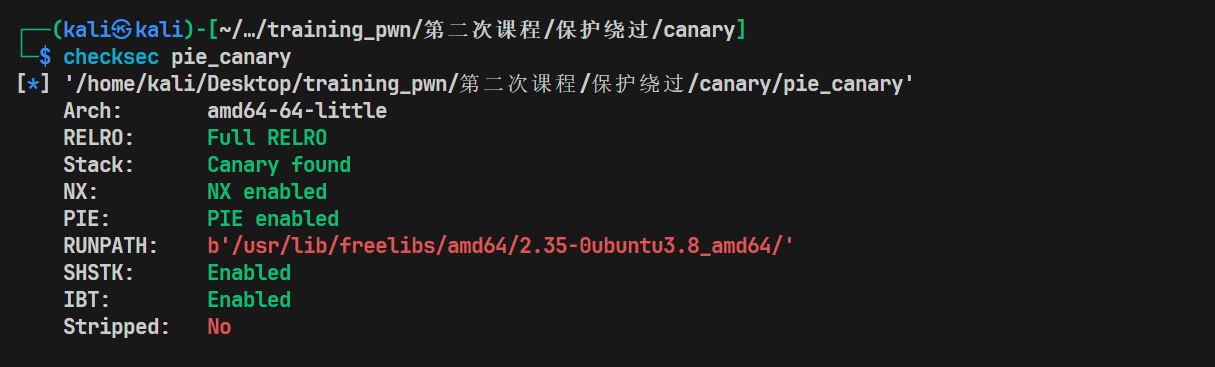 ┌──(kali㉿kali)-[~/…/training_pwn/第二次课程/保护绕过/canary]
└─$ checksec pie_canary
[*] '/home/kali/Desktop/training_pwn/第二次课程/保护绕过/canary/pie_canary'
    Arch:       amd64-64-little
    RELRO:      Full RELRO
    Stack:      Canary found
    NX:         NX enabled
    PIE:        PIE enabled
    RUNPATH:    b'/usr/lib/freelibs/amd64/2.35-0ubuntu3.8_amd64/'
    SHSTK:      Enabled
    IBT:        Enabled
    Stripped:   No